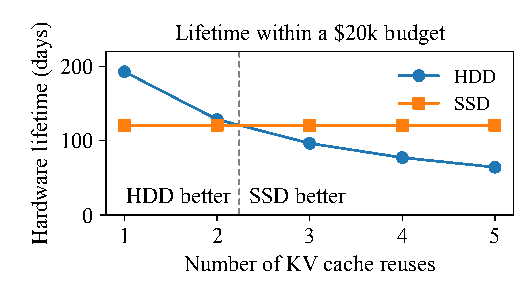 Lifetime within a $20k budget
Hardware lifetime (days)
200
100
0
HDD
SSD
HDD better
SSD better
1 2 3 4 5
Number of KV cache reuses